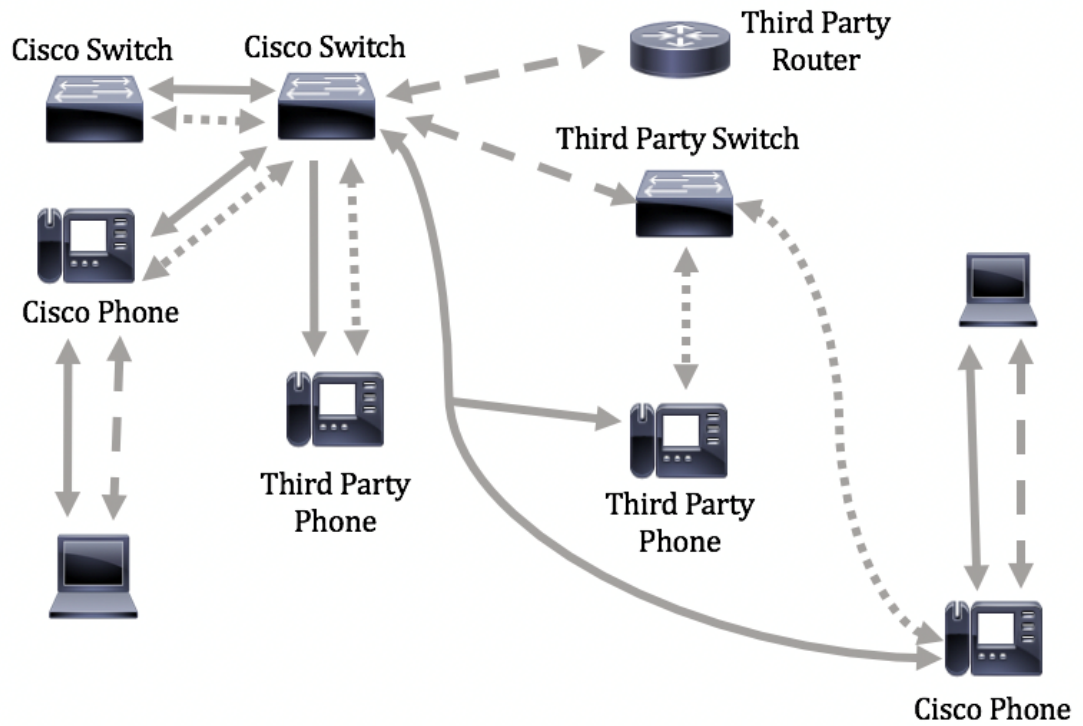 Cisco Switch
Cisco Switch
Third Party
Router
Third Party Switch
Cisco Phone
Third Party
Phone
Third Party
Phone
Cisco Phone